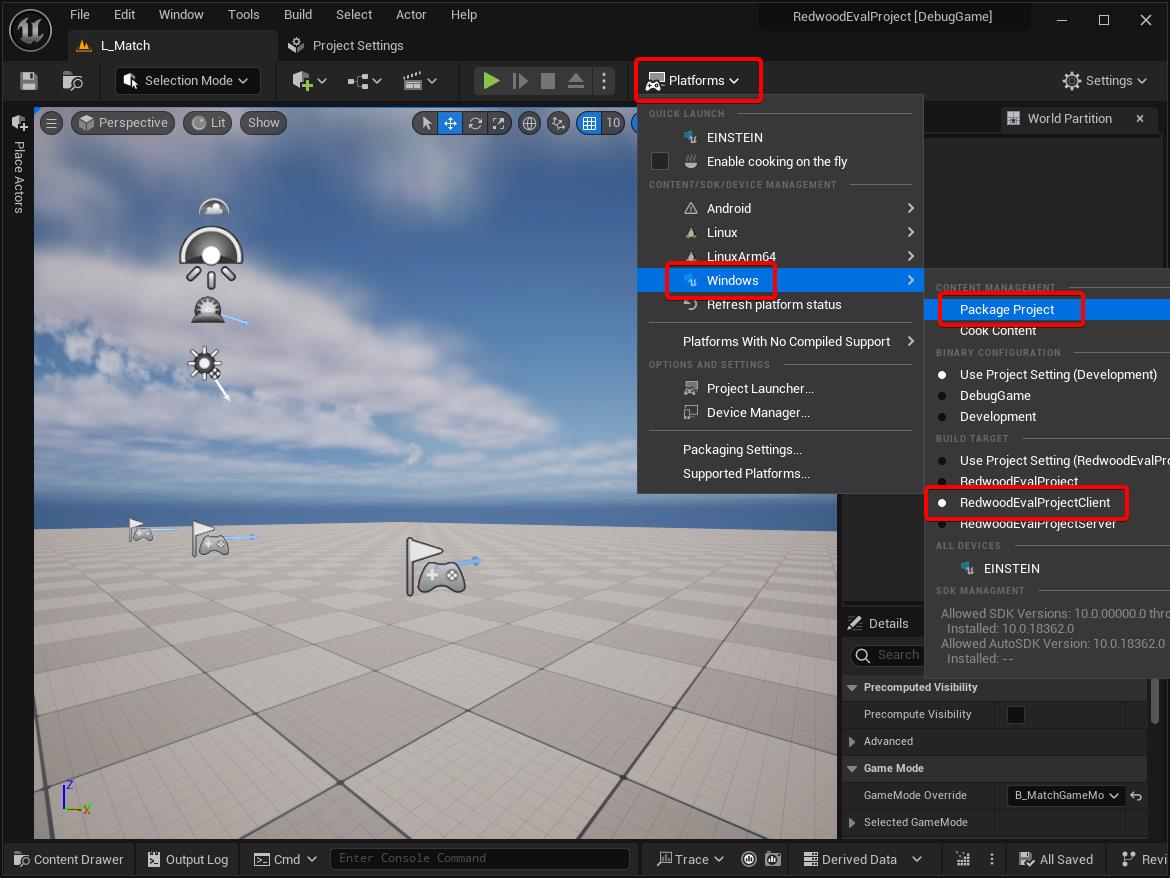 File Edit Window Tools Build Select Actor Help
RedwoodEvalProject [DebugGame]
L_Match
Project Settings
Selection Mode
Platforms
Settings
Perspective
Lit
Show
10
Place Actors
World Partition
QUICK LAUNCH
EINSTEIN
Enable cooking on the fly
CONTENT/SDK/DEVICE MANAGEMENT
Android
Linux
LinuxArm64
Windows
Refresh platform status
Platforms With No Compiled Support
OPTIONS AND SETTINGS
Project Launcher...
Device Manager...
Packaging Settings...
Supported Platforms...
CONTENT MANAGEMENT
Package Project
Cook Content
BINARY CONFIGURATION
Use Project Setting (Development)
DebugGame
Development
BUILD TARGET
Use Project Setting (RedwoodEvalPro
RedwoodEvalProject
RedwoodEvalProjectClient
RedwoodEvalProjectServer
ALL DEVICES
EINSTEIN
SDK MANAGMENT
Allowed SDK Versions: 10.0.00000.0 thro
Installed: 10.0.18362.0
Allowed AutoSDK Version: 10.0.18362.0
Installed: --
Details
Search
Precomputed Visibility
Precompute Visibility
Advanced
Game Mode
GameMode Override
B_MatchGameMo
Selected GameMode
Z
X
Content Drawer
Output Log
Cmd
Enter Console Command
Trace
Derived Data
All Saved
Revi